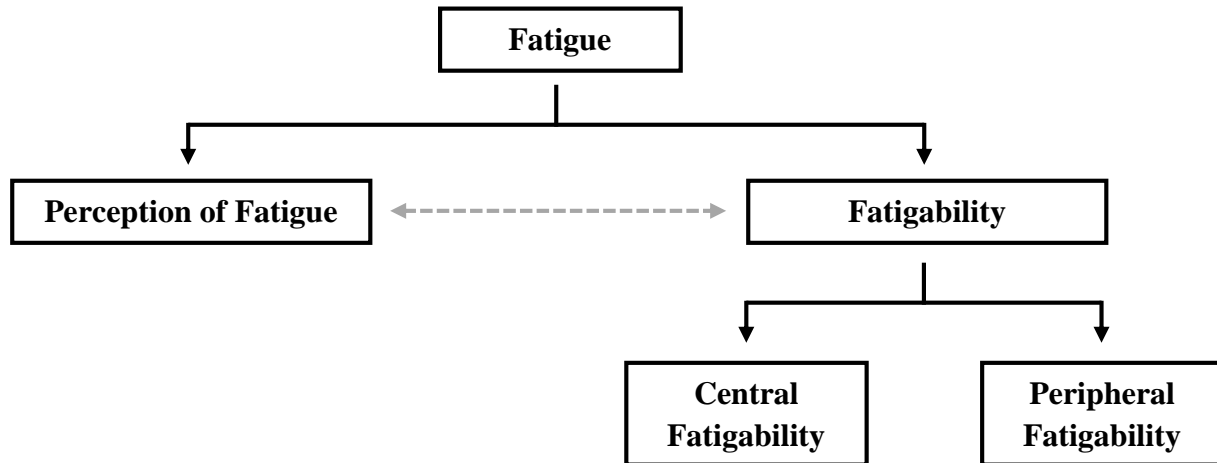 Fatigue
Perception of Fatigue
Fatigability
Central
Fatigability
Peripheral
Fatigability